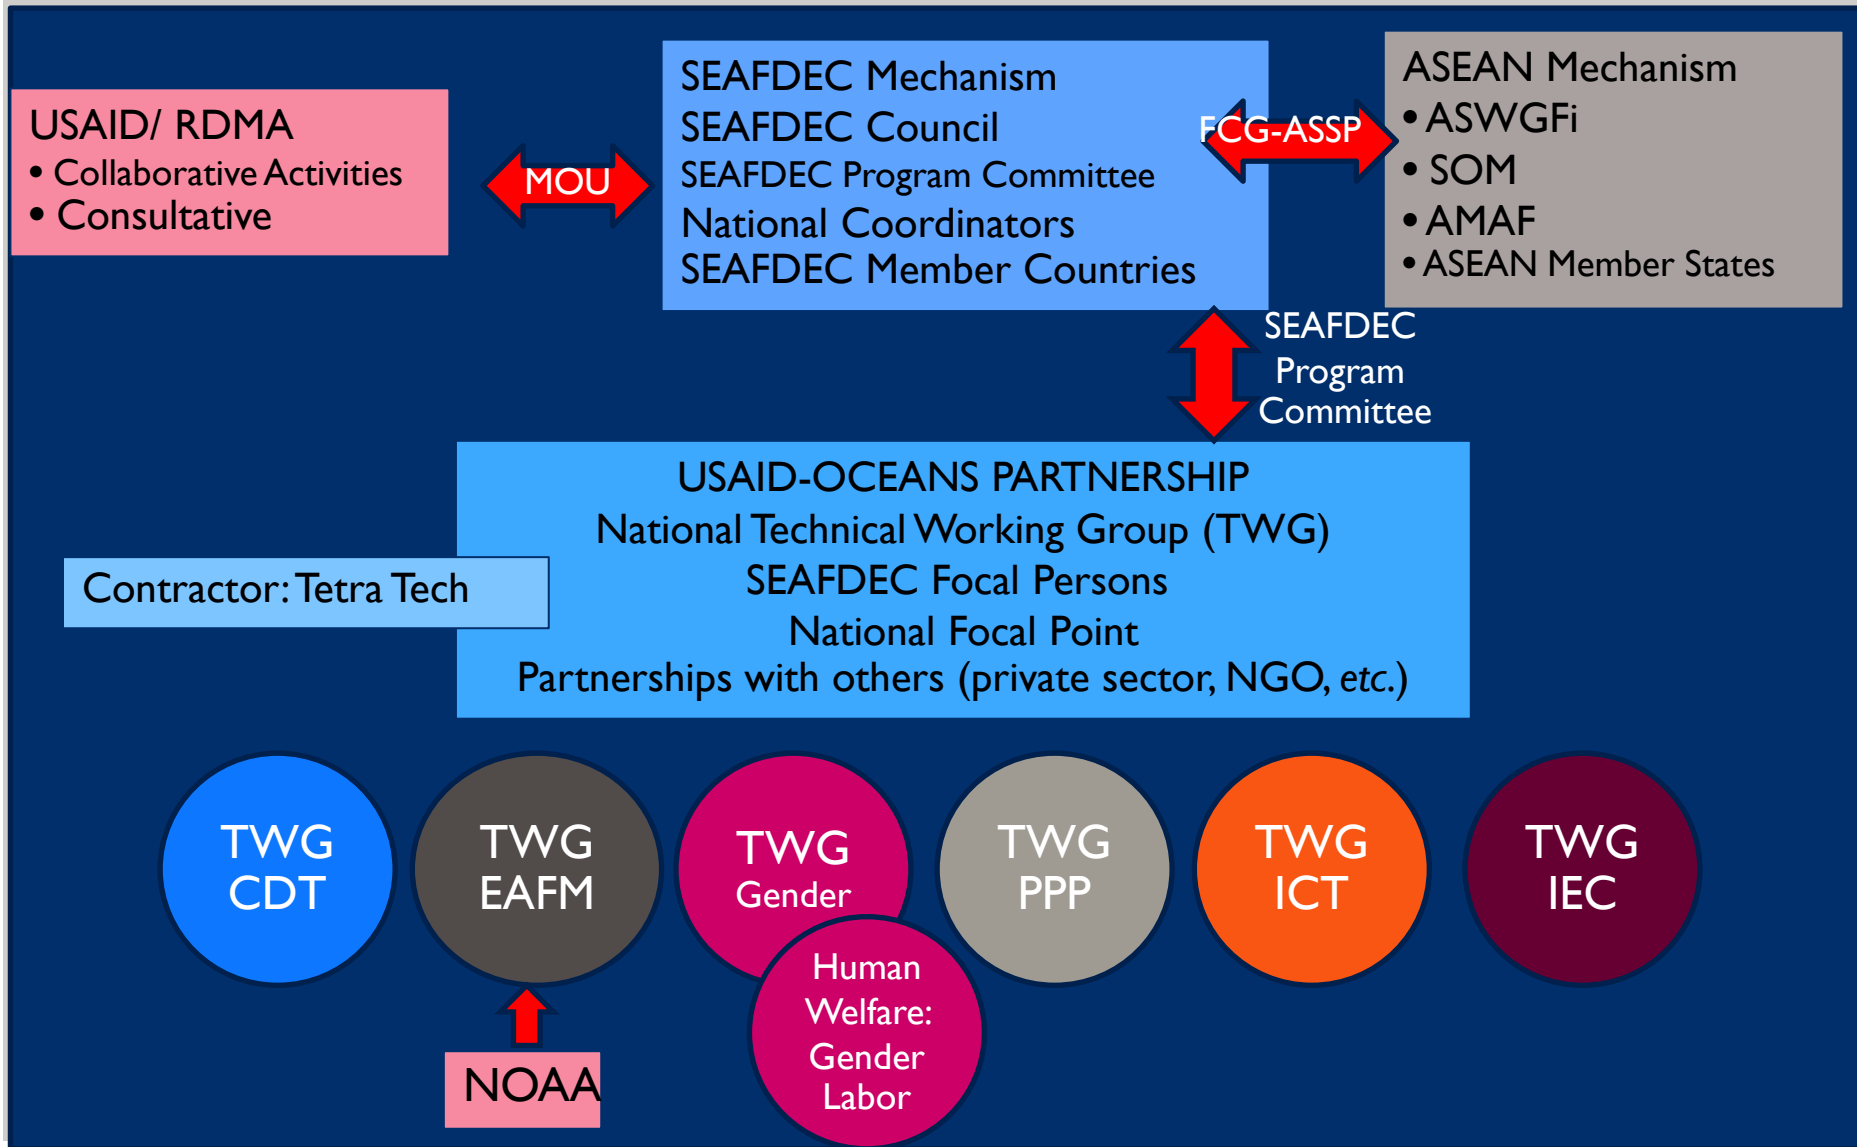 USAID/ RDMA
• Collaborative Activities
• Consultative
MOU
SEAFDEC Mechanism
SEAFDEC Council
SEAFDEC Program Committee
National Coordinators
SEAFDEC Member Countries
FCG-ASSP
ASEAN Mechanism
• ASWGFi
• SOM
• AMAF
• ASEAN Member States
SEAFDEC
Program
Committee
USAID-OCEANS PARTNERSHIP
National Technical Working Group (TWG)
SEAFDEC Focal Persons
National Focal Point
Partnerships with others (private sector, NGO, etc.)
Contractor: Tetra Tech
TWG
CDT
TWG
EAFM
TWG
Gender
TWG
PPP
TWG
ICT
TWG
IEC
Human
Welfare:
Gender
Labor
NOAA